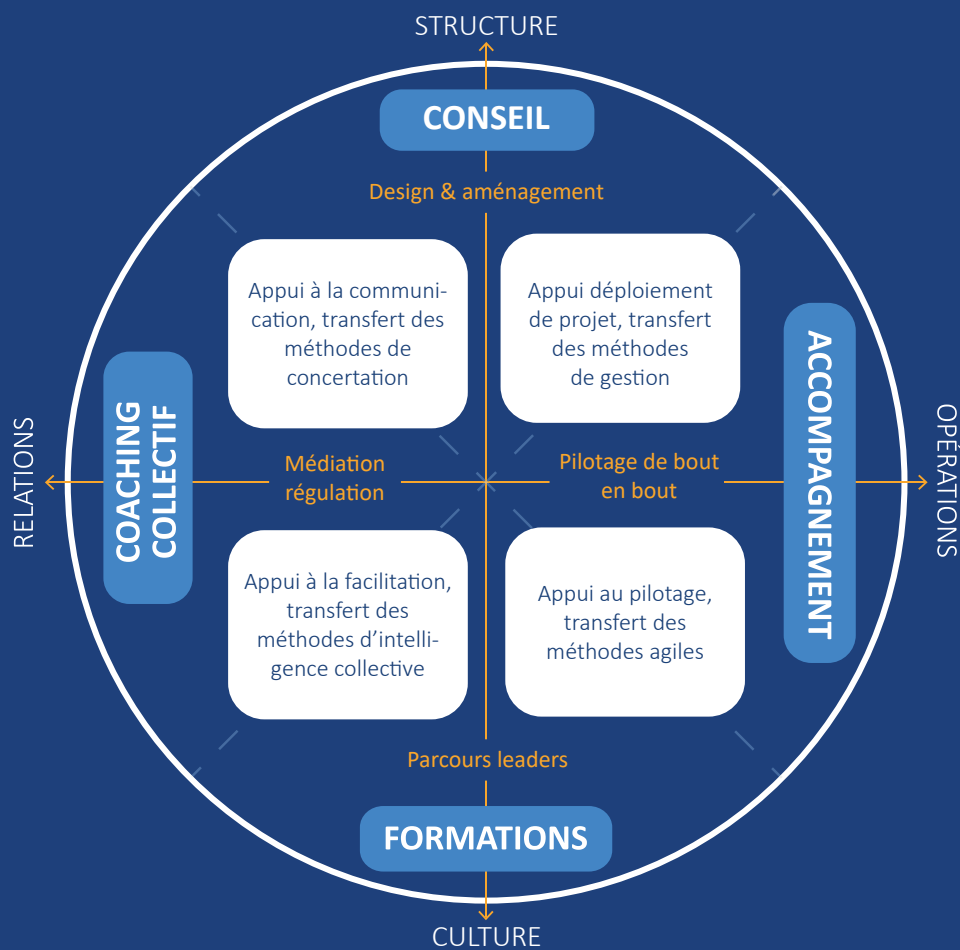 STRUCTURE
CONSEIL
Design & aménagement
Appui à la communi-
cation, transfert des
méthodes de
concertation
Appui déploiement
de projet, transfert
des méthodes
de gestion
RELATIONS
COACHING
COLLECTIF
Médiation
régulation
Pilotage de bout
en bout
ACCOMPAGNEMENT
OPÉRATIONS
Appui à la facilitation,
transfert des
méthodes d’intelli-
gence collective
Appui au pilotage,
transfert des
méthodes agiles
Parcours leaders
FORMATIONS
CULTURE